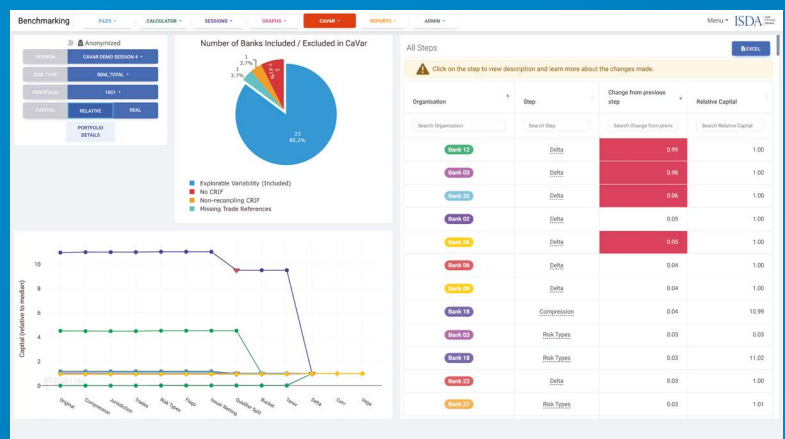 Benchmarking
FILES
CALCULATOR
SESSIONS
GRAPHS
CAVAR
REPORTS
ADMIN
Menu
ISDA
Anonymized
SESSION
CAVAR DEMO SESSION 4
RISK TYPE
SBM_TOTAL
PORTFOLIO
1801
CAPITAL
RELATIVE
REAL
PORTFOLIO
DETAILS
Number of Banks Included / Excluded in CaVar
1
3.7%
1
3.7%
2
7.41%
23
85.2%
Explorable Variability (Included)
No CRIF
Non-reconciling CRIF
Missing Trade References
Capital (relative to median)
10
8
6
4
2
0
Original
Compression
Jurisdiction
Trades
Risk Types
Flags
Issuer Netting
Qualifier Split
Bucket
Tenor
Delta
Curv
Vega
All Steps
EXCEL
Click on the step to view description and learn more about the changes made.
Organisation
Step
Change from previous
step
Relative Capital
Search Organisation
Search Step
Search Change from previc
Search Relative Capital
Bank 12 Delta 0.99 1.00
Bank 03 Delta 0.98 1.00
Bank 32 Delta 0.06 1.00
Bank 02 Delta 0.05 1.00
Delta 0.05 1.00
Bank 06 Delta 0.04 1.00
Delta 0.04 1.00
Bank 18 Compression 0.04 10.99
Bank 03 Risk Types 0.03 0.03
Bank 18 Risk Types 0.03 11.02
Bank 23 Delta 0.03 1.00
Bank 27 Risk Types 0.03 1.01